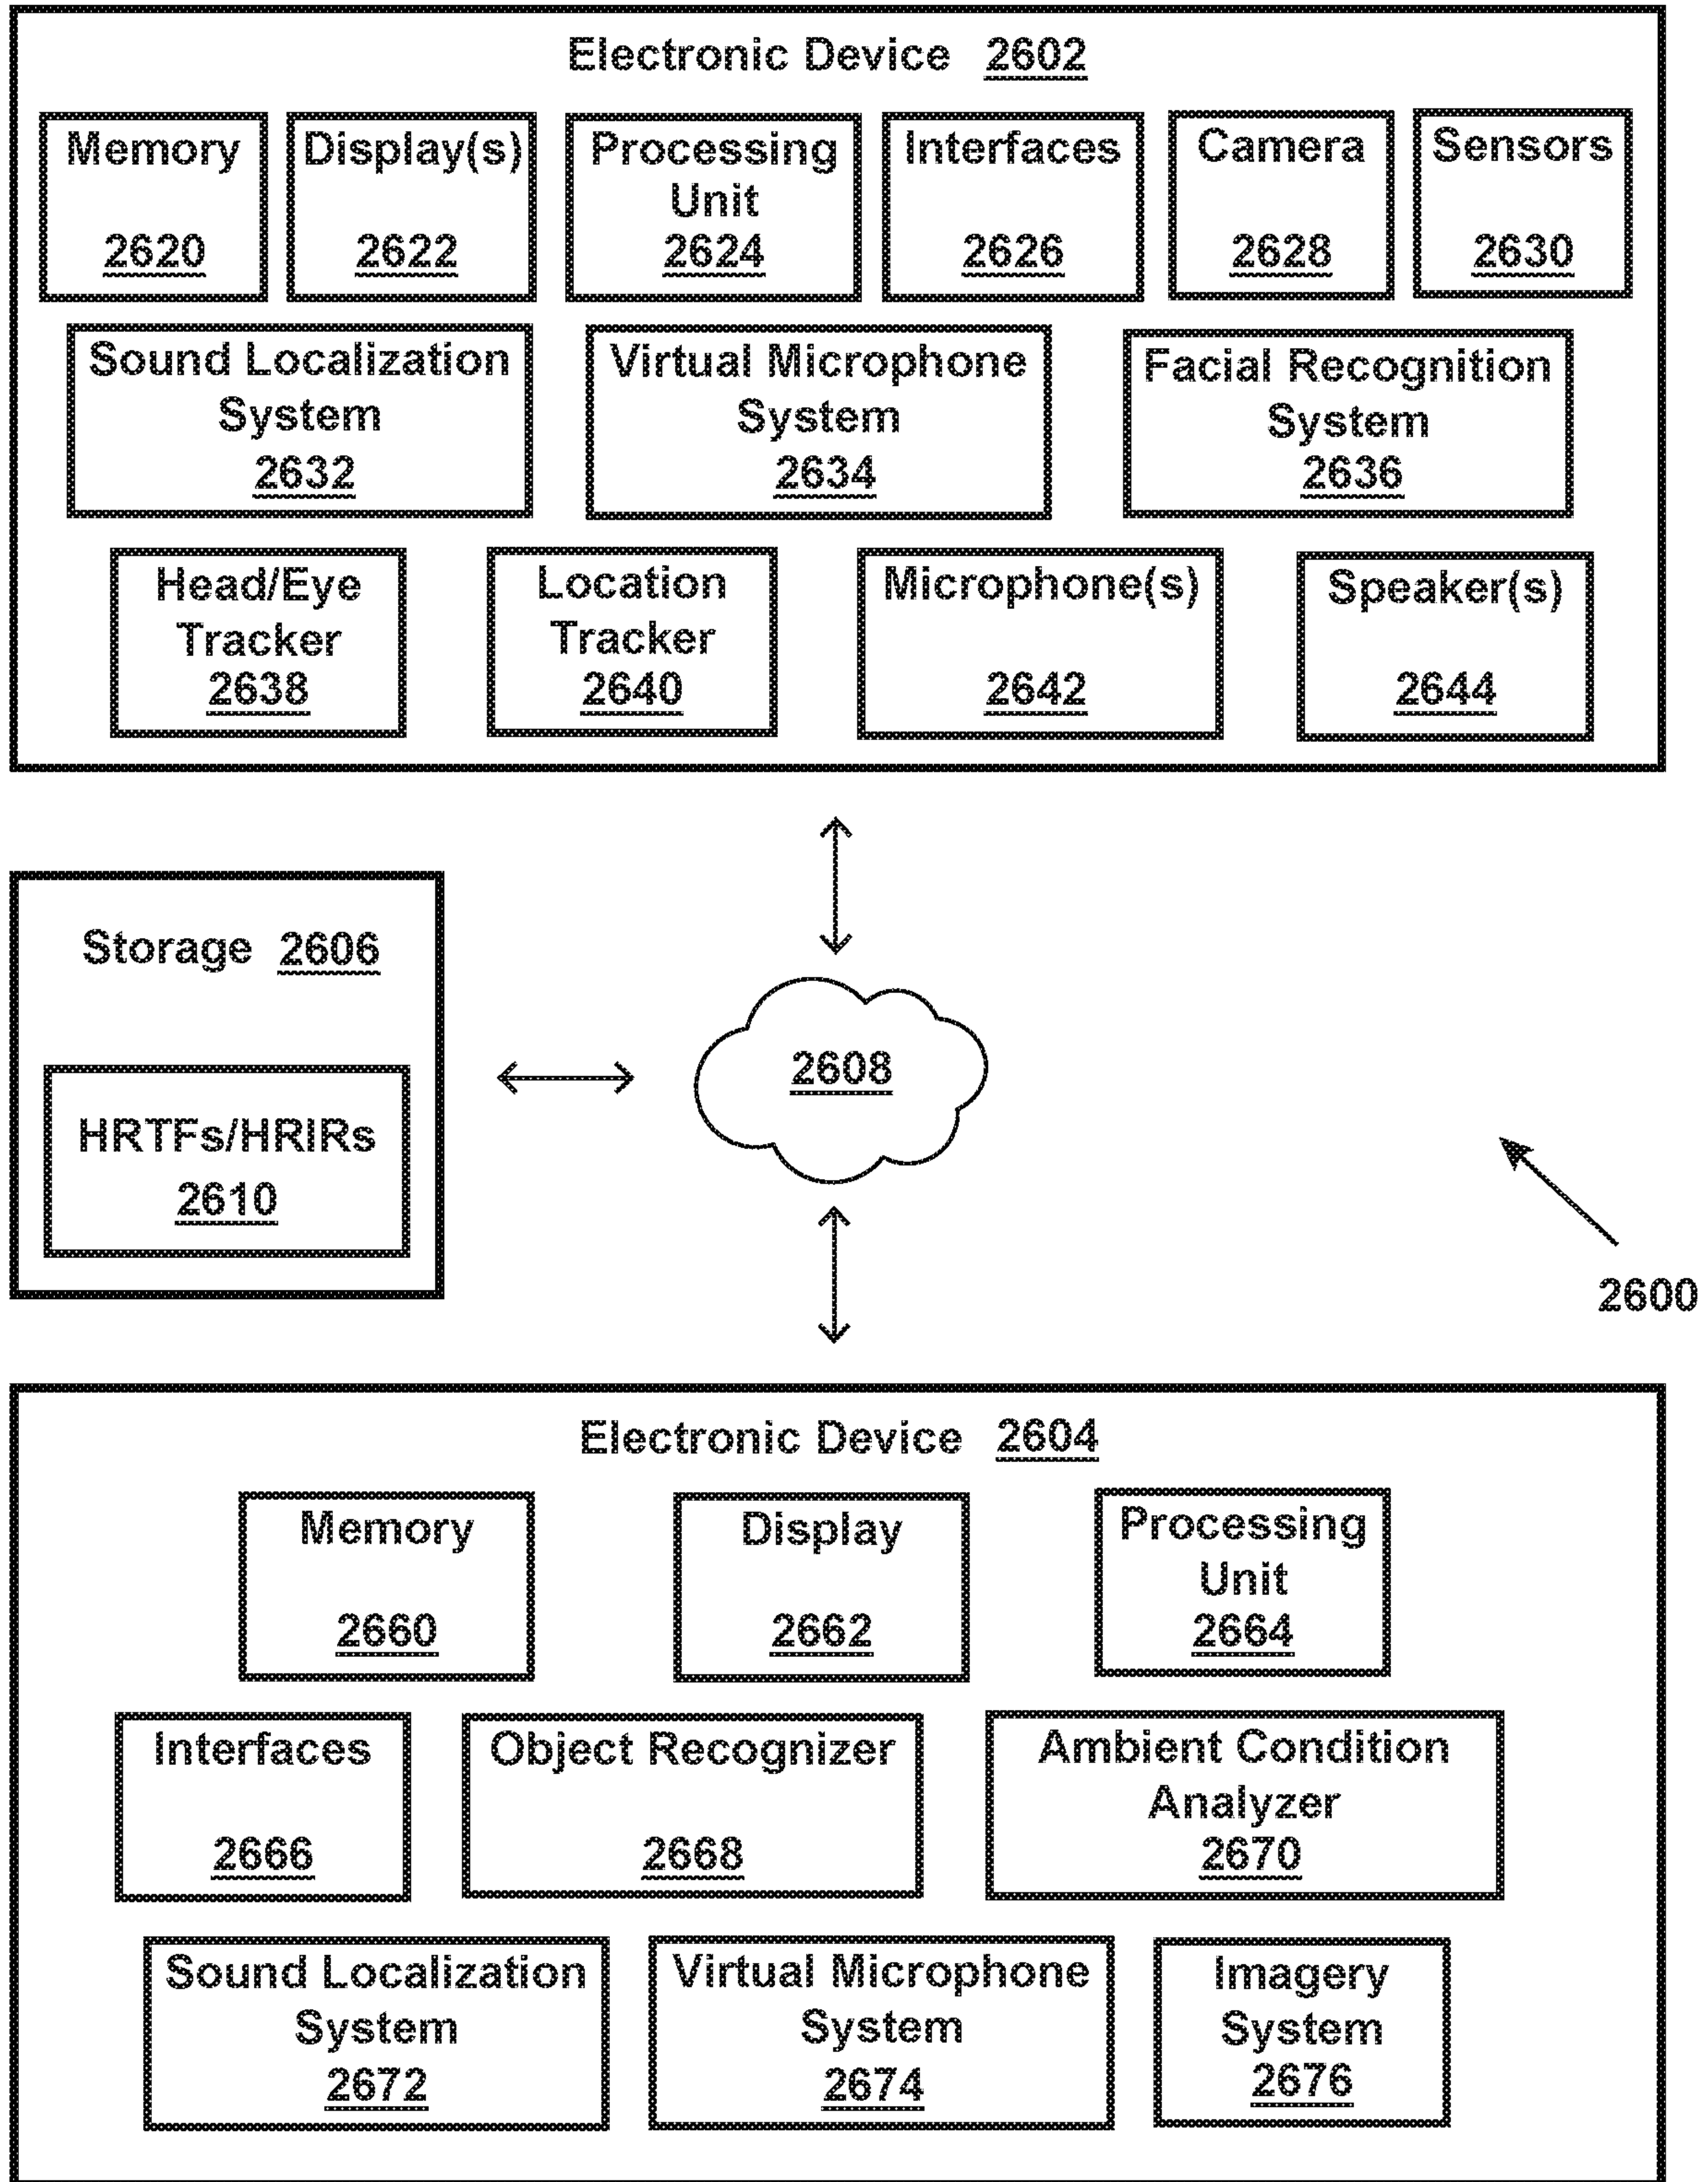 Electronic Device 2602
Memory
2620
Display(s)
2622
Processing
Unit
2624
Interfaces
2626
Camera
2628
Sensors
2630
Sound Localization
System
2632
Virtual Microphone
System
2634
Facial Recognition
System
2636
Head/Eye
Tracker
2638
Location
Tracker
2640
Microphone(s)
2642
Speaker(s)
2644
Storage 2606
HRTFs/HRIRs
2610
2608
2600
Electronic Device 2604
Memory
2660
Display
2662
Processing
Unit
2664
Interfaces
2666
Object Recognizer
2668
Ambient Condition
Analyzer
2670
Sound Localization
System
2672
Virtual Microphone
System
2674
Imagery
System
2676